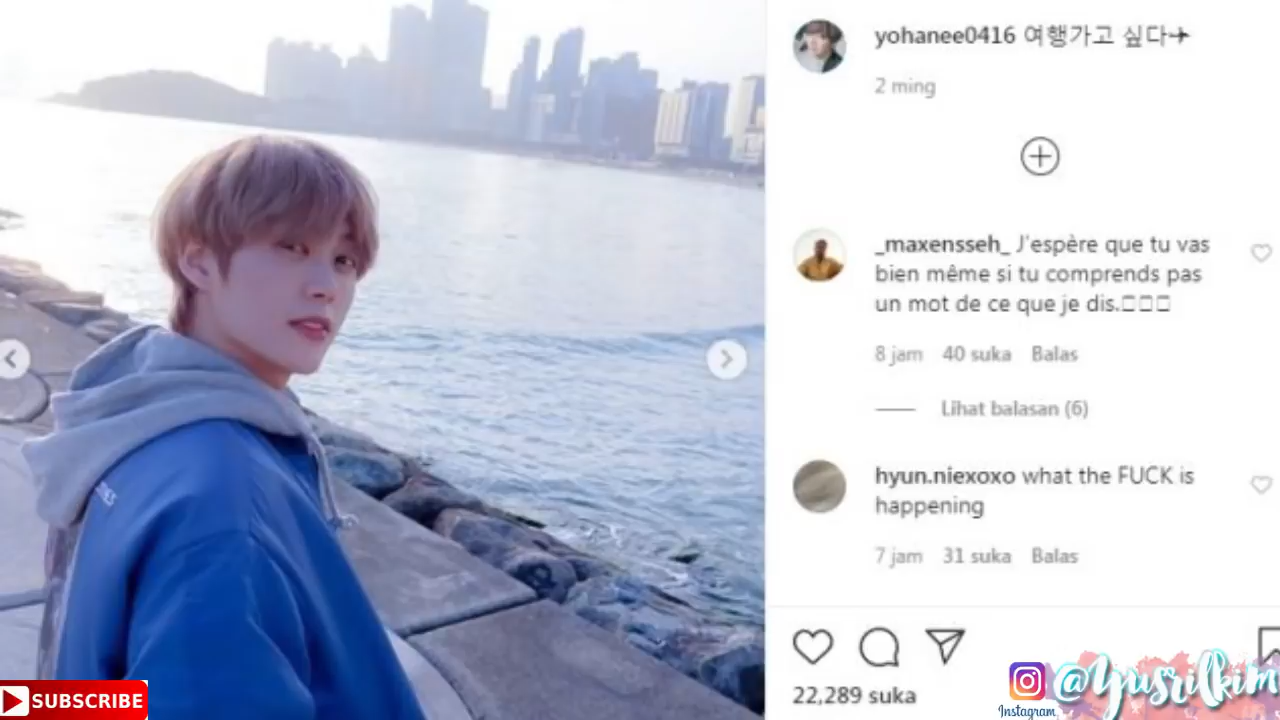 yohanee0416 여행가고 싶다✈
2 ming
_maxensseh_ J'espère que tu vas
bien même si tu comprends pas
un mot de ce que je dis.
8 jam 40 suka Balas
Lihat balasan (6)
hyun.niexoxo what the FUCK is
happening
7 jam 31 suka Balas
22,289 suka
SUBSCRIBE
Instagram
@Yusrilkim